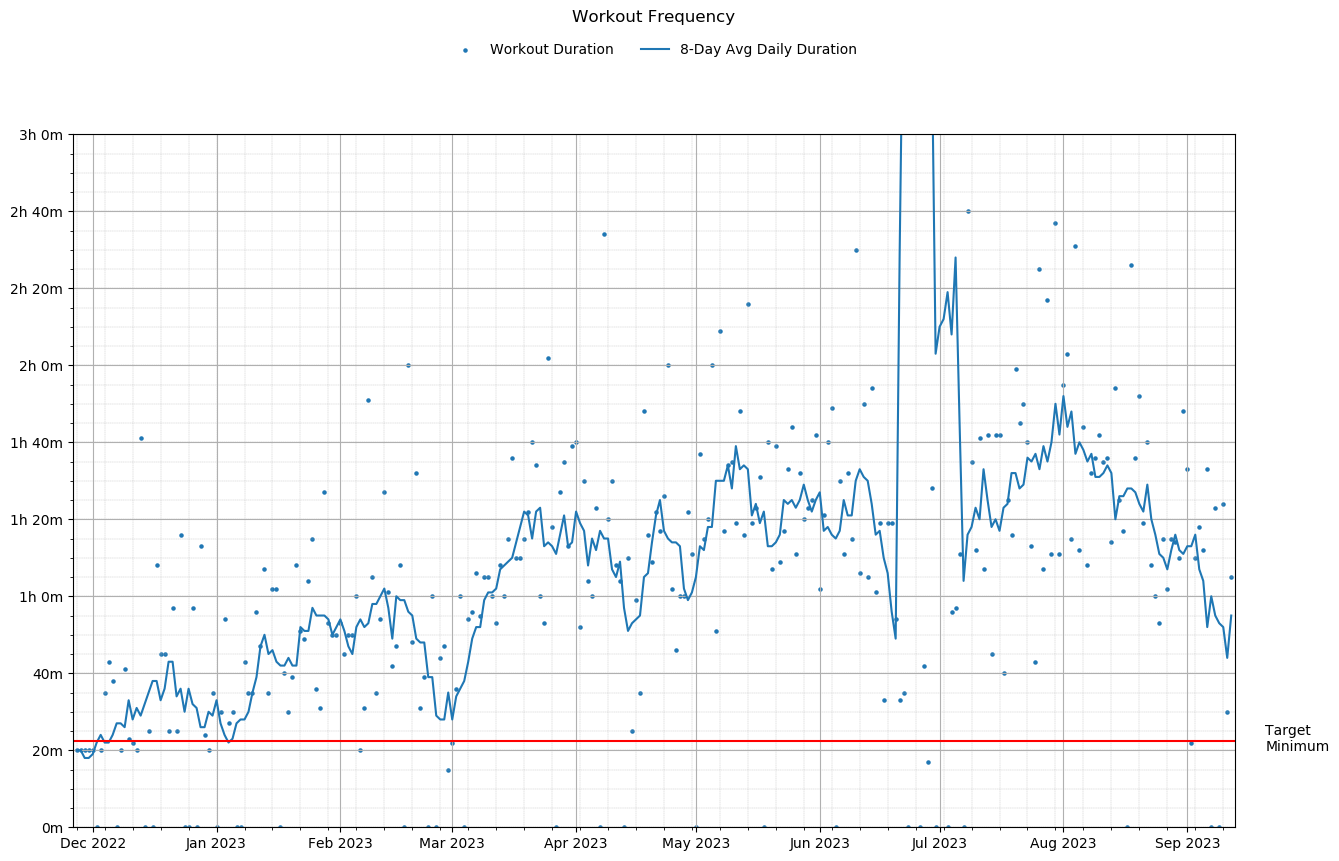 Workout Frequency
Workout Duration
8-Day Avg Daily Duration
3h 0m
2h 40m
2h 20m
2h 0m
1h 40m
1h 20m
1h 0m
40m
20m
0m
Target
Minimum
Dec 2022
Jan 2023
Feb 2023
Mar 2023
Apr 2023
May 2023
Jun 2023
Jul 2023
Aug 2023
Sep 2023